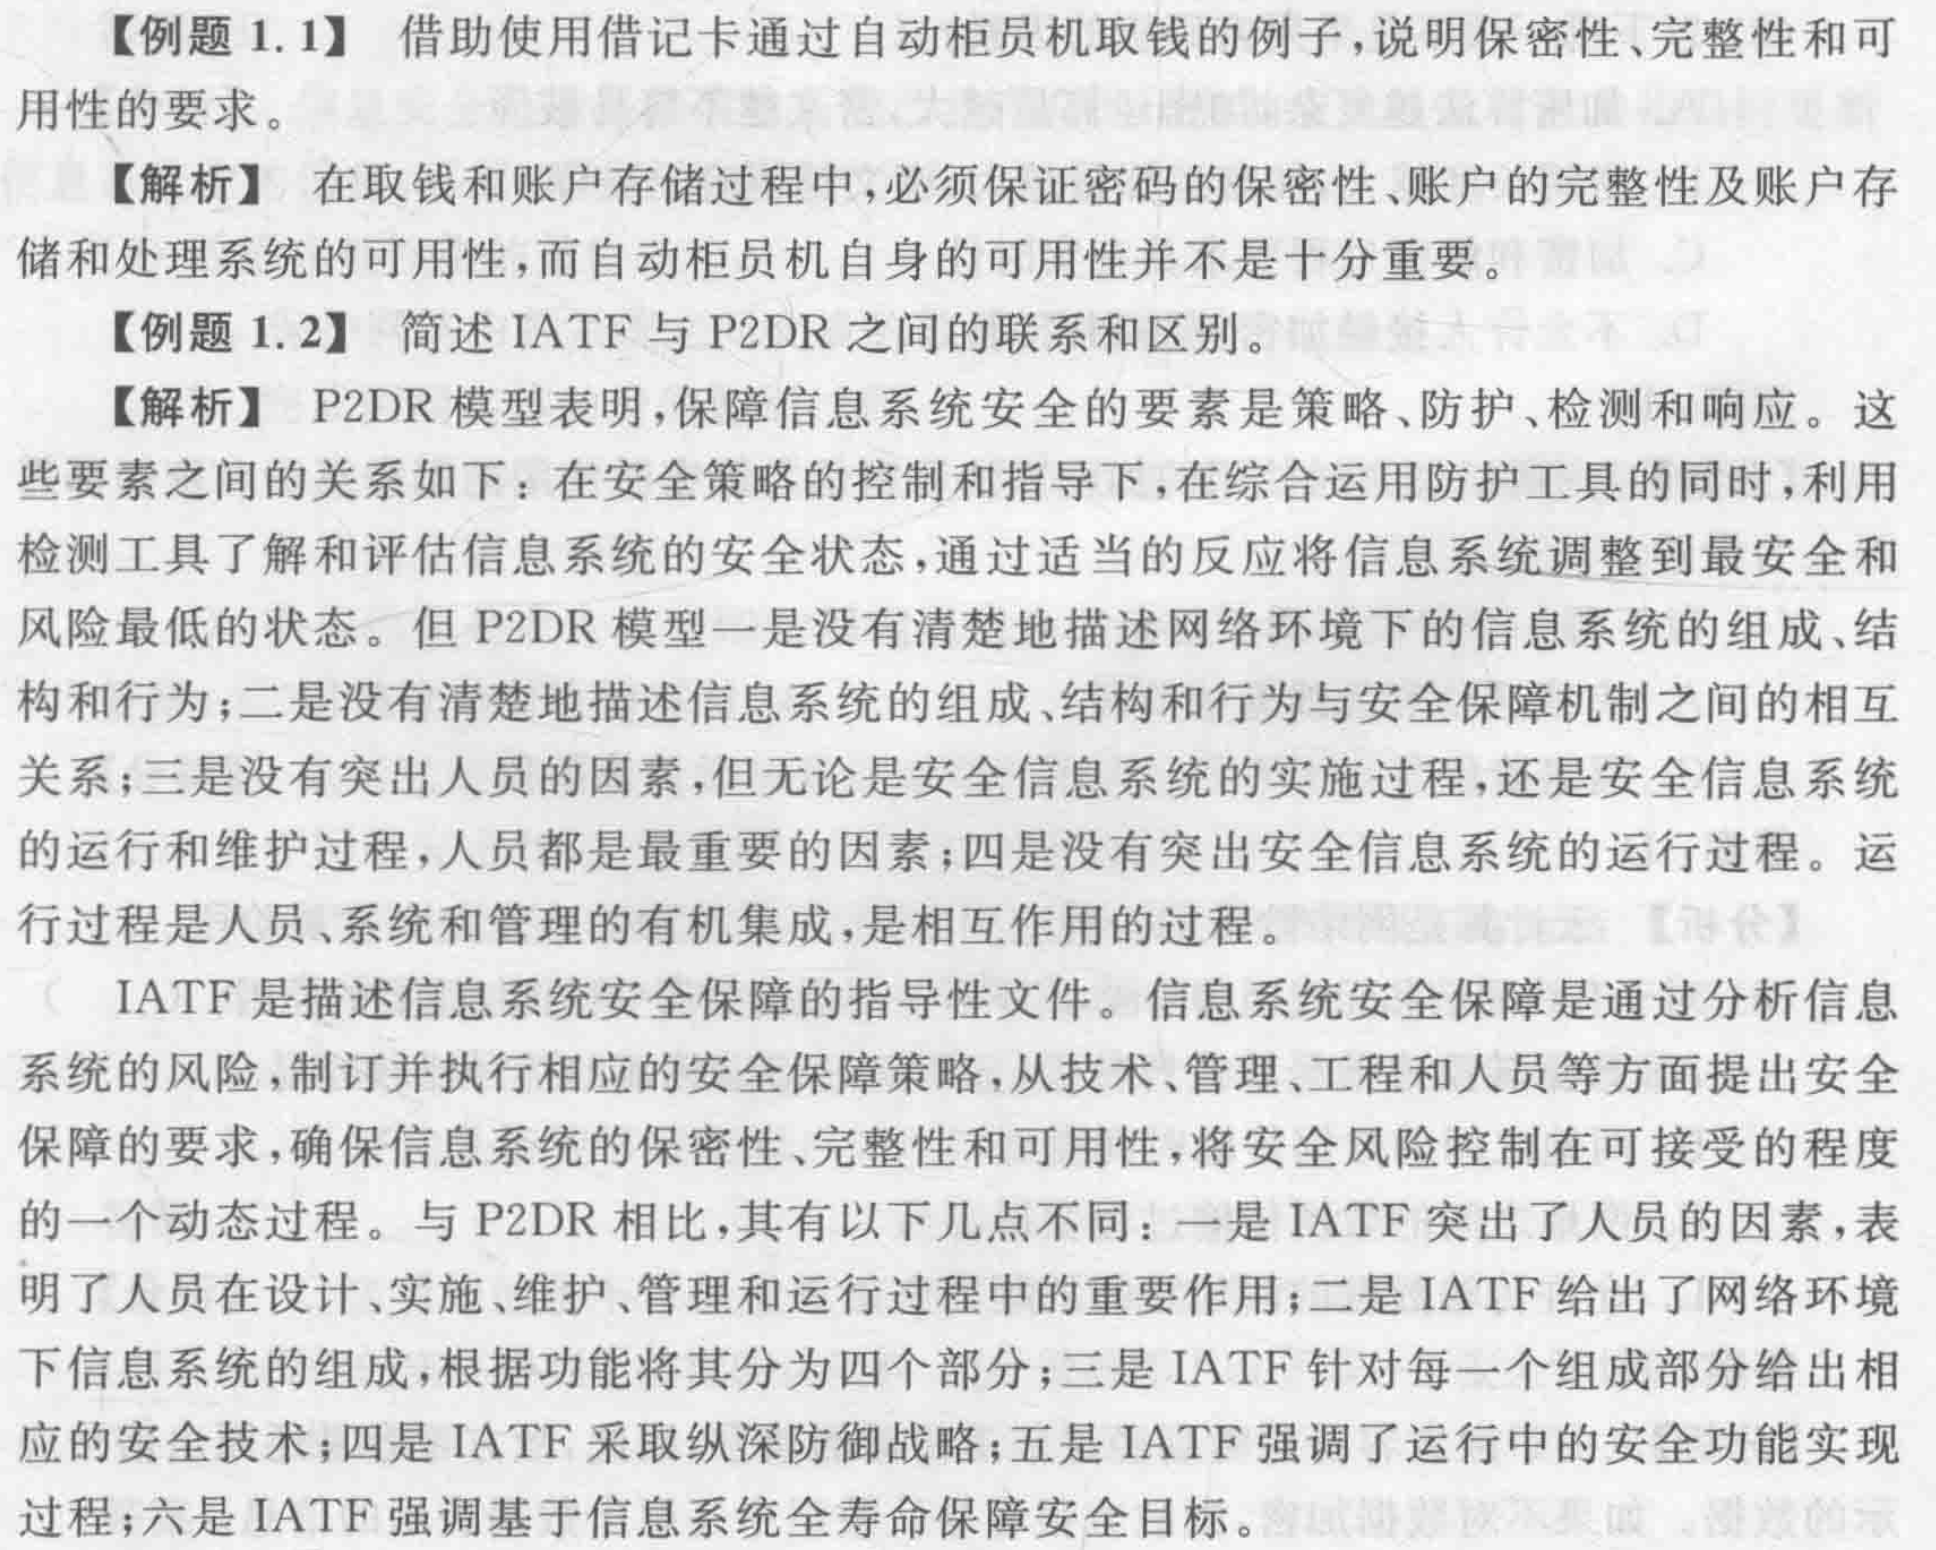 【例题 1.1】 借助使用借记卡通过自动柜员机取钱的例子,说明保密性、完整性和可
用性的要求。
【解析】 在取钱和账户存储过程中,必须保证密码的保密性、账户的完整性及账户存
储和处理系统的可用性,而自动柜员机自身的可用性并不是十分重要。
【例题 1.2】 简述 IATF 与 P2DR 之间的联系和区别。
【解析】 P2DR 模型表明,保障信息系统安全的要素是策略、防护、检测和响应。这
些要素之间的关系如下：在安全策略的控制和指导下,在综合运用防护工具的同时,利用
检测工具了解和评估信息系统的安全状态,通过适当的反应将信息系统调整到最安全和
风险最低的状态。但 P2DR 模型一是没有清楚地描述网络环境下的信息系统的组成、结
构和行为;二是没有清楚地描述信息系统的组成、结构和行为与安全保障机制之间的相互
关系;三是没有突出人员的因素,但无论是安全信息系统的实施过程,还是安全信息系统
的运行和维护过程,人员都是最重要的因素;四是没有突出安全信息系统的运行过程。运
行过程是人员、系统和管理的有机集成,是相互作用的过程。
IATF 是描述信息系统安全保障的指导性文件。信息系统安全保障是通过分析信息
系统的风险,制订并执行相应的安全保障策略,从技术、管理、工程和人员等方面提出安全
保障的要求,确保信息系统的保密性、完整性和可用性,将安全风险控制在可接受的程度
的一个动态过程。与 P2DR 相比,其有以下几点不同：一是 IATF 突出了人员的因素,表
明了人员在设计、实施、维护、管理和运行过程中的重要作用;二是 IATF 给出了网络环境
下信息系统的组成,根据功能将其分为四个部分;三是 IATF 针对每一个组成部分给出相
应的安全技术;四是 IATF 采取纵深防御战略;五是 IATF 强调了运行中的安全功能实现
过程;六是 IATF 强调基于信息系统全寿命保障安全目标。